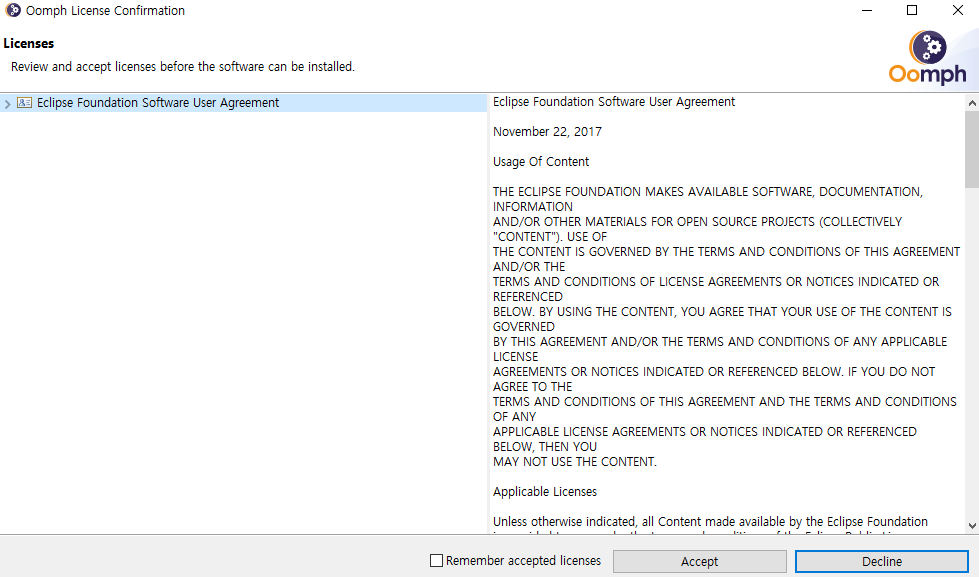 Oomph License Confirmation
Licenses
Review and accept licenses before the software can be installed.
Oomph
Eclipse Foundation Software User Agreement
Eclipse Foundation Software User Agreement
November 22, 2017
Usage Of Content
THE ECLIPSE FOUNDATION MAKES AVAILABLE SOFTWARE, DOCUMENTATION,
INFORMATION
AND/OR OTHER MATERIALS FOR OPEN SOURCE PROJECTS (COLLECTIVELY
"CONTENT"). USE OF
THE CONTENT IS GOVERNED BY THE TERMS AND CONDITIONS OF THIS AGREEMENT
AND/OR THE
TERMS AND CONDITIONS OF LICENSE AGREEMENTS OR NOTICES INDICATED OR
REFERENCED
BELOW. BY USING THE CONTENT, YOU AGREE THAT YOUR USE OF THE CONTENT IS
GOVERNED
BY THIS AGREEMENT AND/OR THE TERMS AND CONDITIONS OF ANY APPLICABLE
LICENSE
AGREEMENTS OR NOTICES INDICATED OR REFERENCED BELOW. IF YOU DO NOT
AGREE TO THE
TERMS AND CONDITIONS OF THIS AGREEMENT AND THE TERMS AND CONDITIONS
OF ANY
APPLICABLE LICENSE AGREEMENTS OR NOTICES INDICATED OR REFERENCED
BELOW, THEN YOU
MAY NOT USE THE CONTENT.
Applicable Licenses
Unless otherwise indicated, all Content made available by the Eclipse Foundation
Remember accepted licenses
Accept
Decline